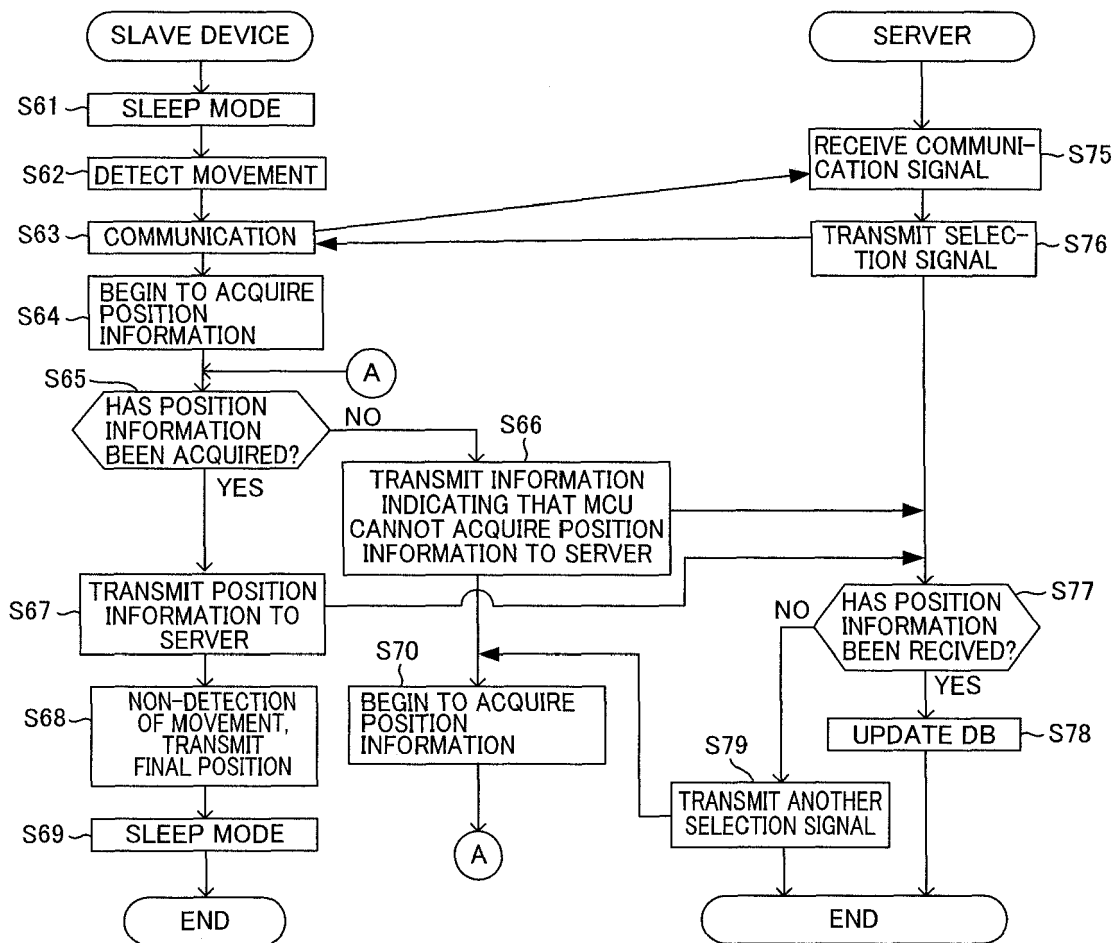 SLAVE DEVICE
SERVER
S61
SLEEP MODE
S62
DETECT MOVEMENT
RECEIVE COMMUNI-
CATION SIGNAL
S75
S63
COMMUNICATION
TRANSMIT SELEC-
TION SIGNAL
S76
S64
BEGIN TO ACQUIRE
POSITION
INFORMATION
A
S65
HAS POSITION
INFORMATION
BEEN ACQUIRED?
NO
YES
S66
TRANSMIT INFORMATION
INDICATING THAT MCU
CANNOT ACQUIRE POSITION
INFORMATION TO SERVER
S67
TRANSMIT POSITION
INFORMATION TO
SERVER
S77
HAS POSITION
INFORMATION
BEEN RECIVED?
NO
YES
S68
NON-DETECTION
OF MOVEMENT,
TRANSMIT
FINAL POSITION
S70
BEGIN TO ACQUIRE
POSITION
INFORMATION
UPDATE DB
S78
S79
TRANSMIT ANOTHER
SELECTION SIGNAL
S69
SLEEP MODE
A
END
END